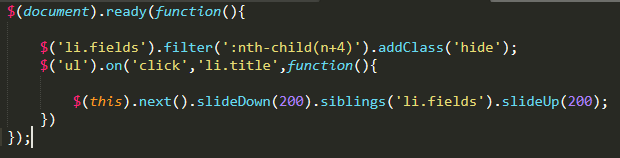 $(document).ready(function(){
$('li.fields').filter(':nth-child(n+4)').addClass('hide');
$('ul').on('click','li.title',function(){
$(this).next().slideDown(200).siblings('li.fields').slideUp(200);
})
});